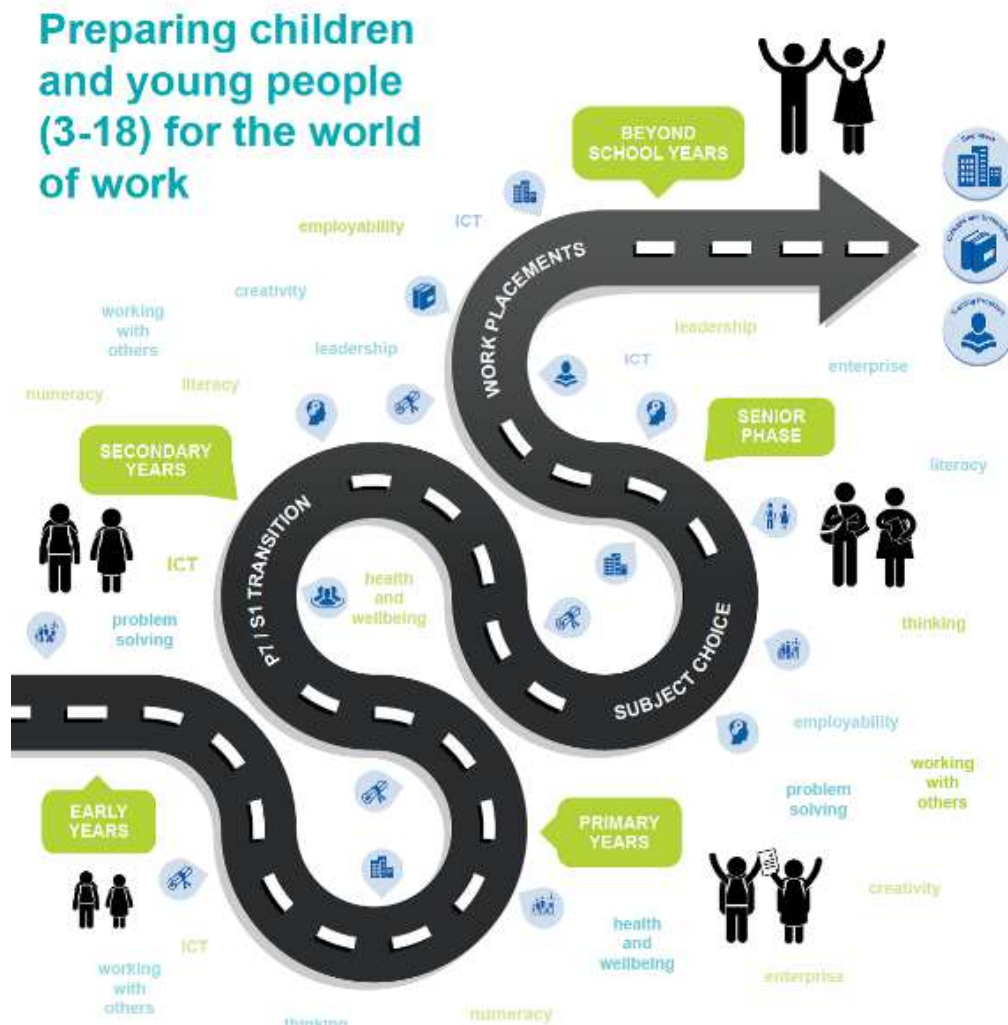 Preparing children
and young people
(3-18) for the world
of work
BEYOND
SCHOOL YEARS
employability
ICT
WORK PLACEMENTS
creativity
working
with
others
leadership
leadership
ICT
enterprise
numeracy
literacy
SECONDARY
YEARS
SENIOR
PHASE
literacy
P7 / S1 TRANSITION
ICT
health
and
wellbeing
problem
solving
thinking
SUBJECT CHOICE
employability
working
with
others
problem
solving
EARLY
YEARS
PRIMARY
YEARS
creativity
ICT
health
and
wellbeing
working
with
others
enterprise
numeracy
thinking